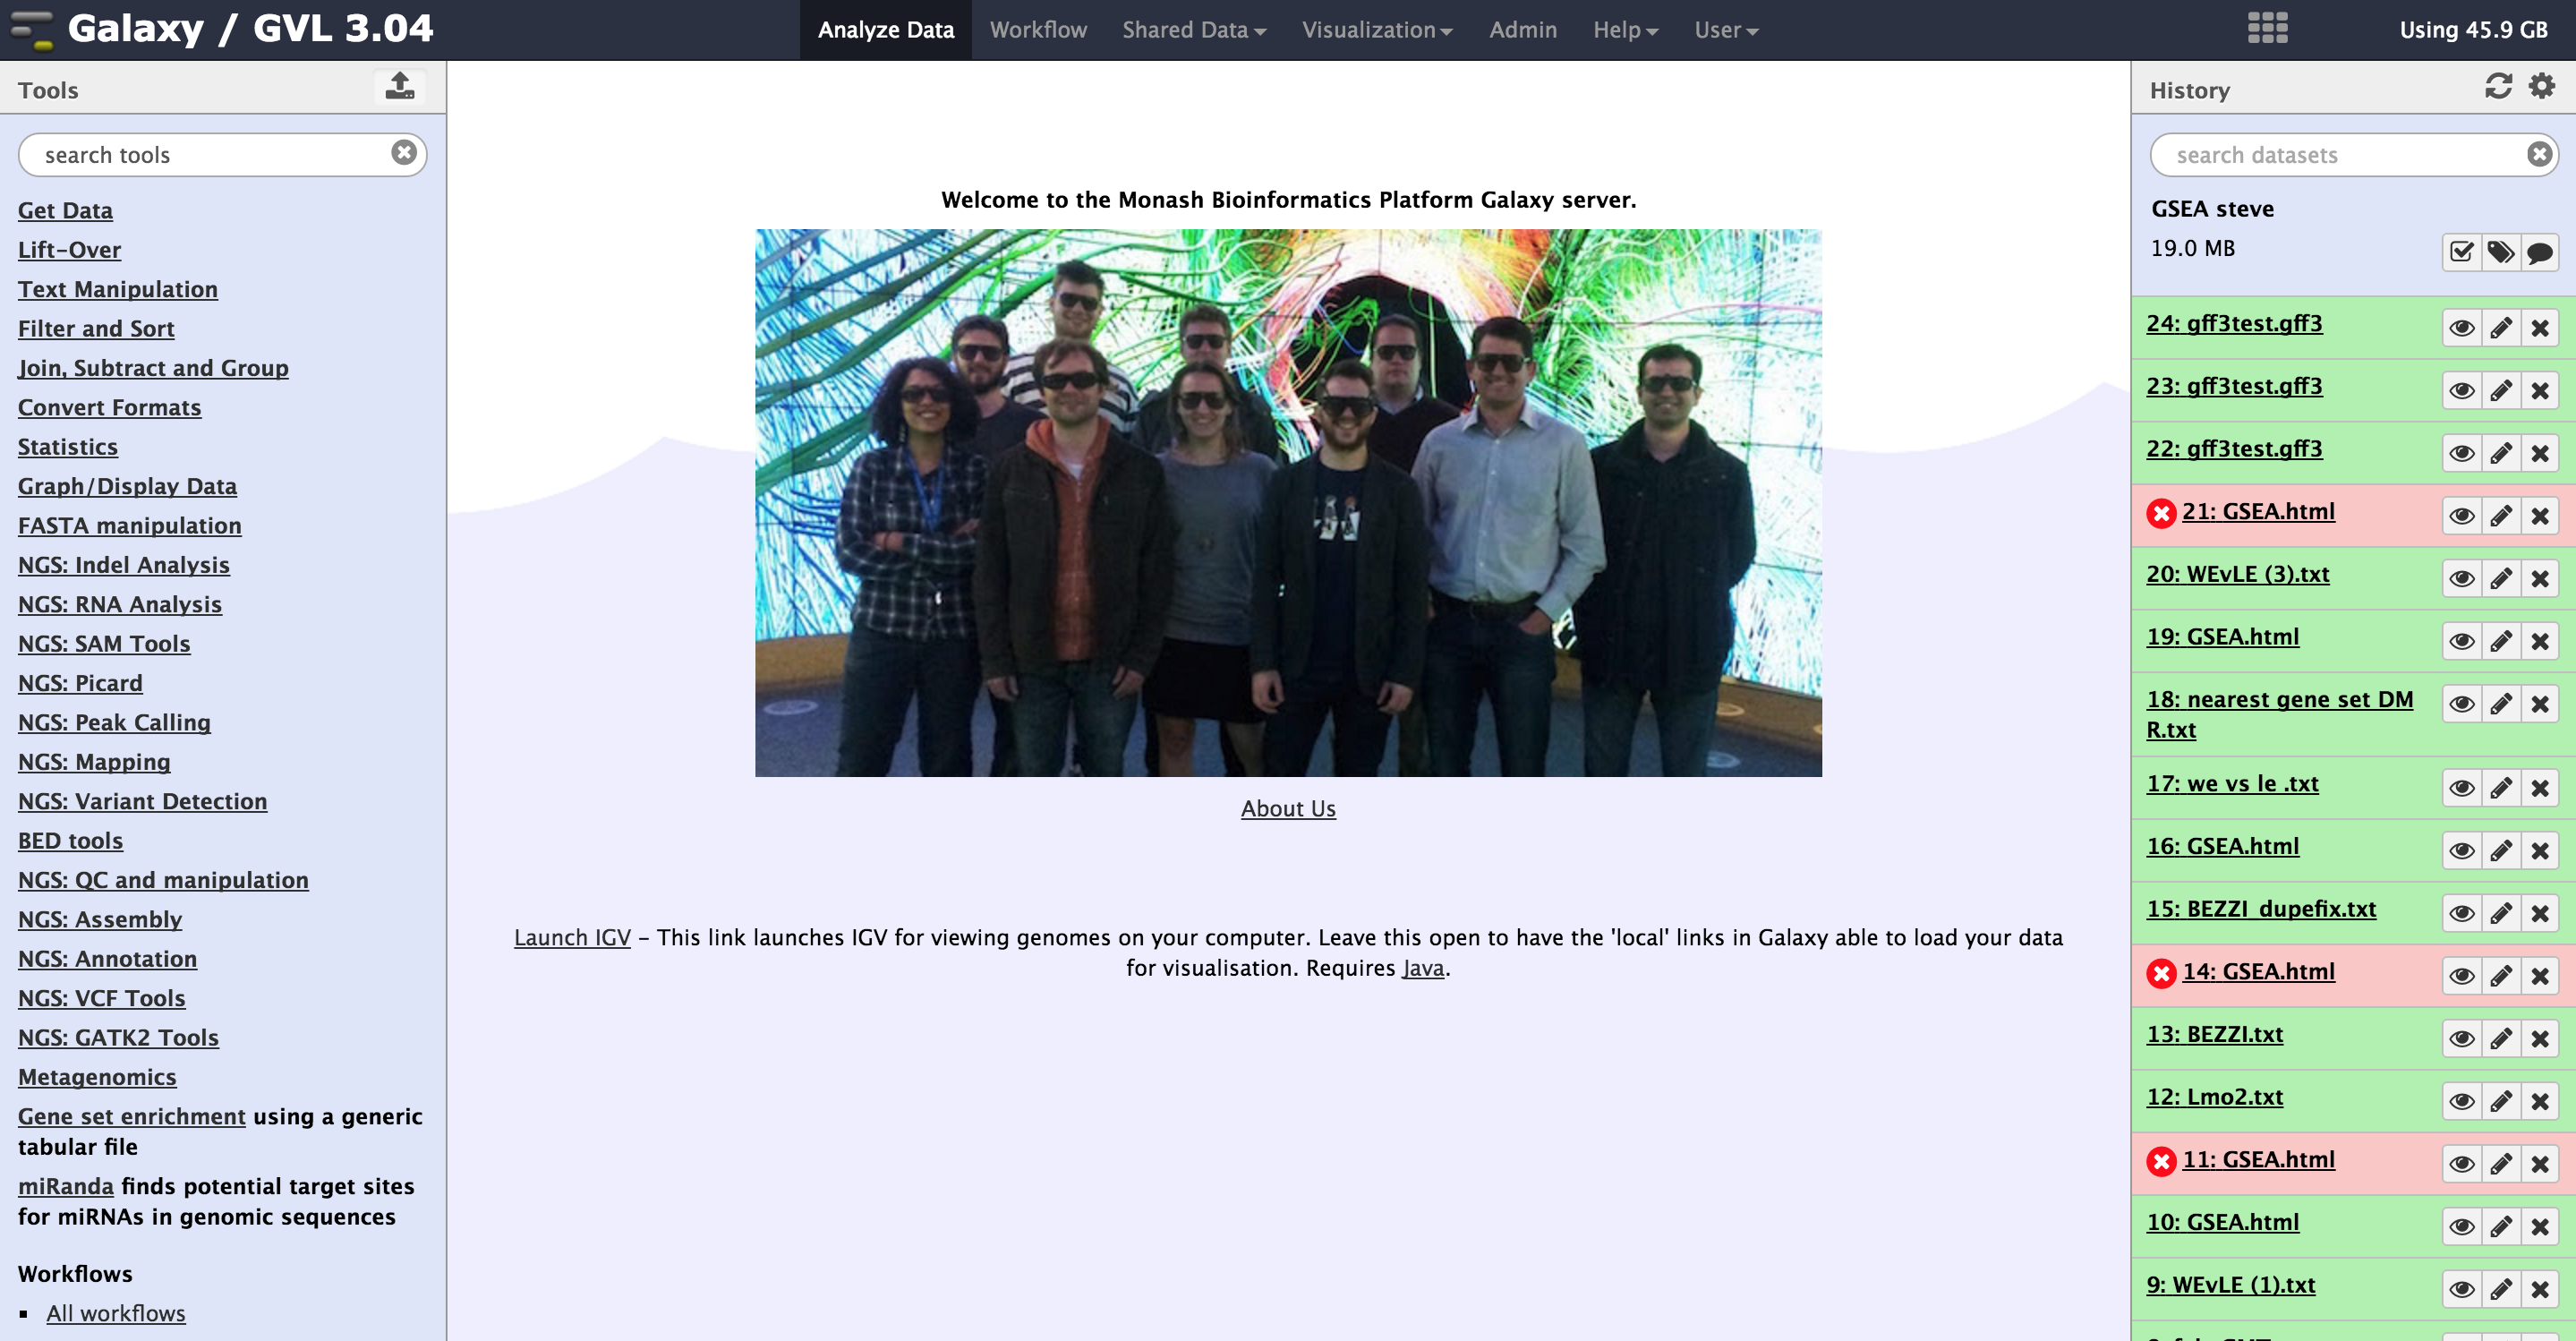 Galaxy / GVL 3.04
Analyze Data
Workflow
Shared Data
Visualization
Admin
Help
User
Using 45.9 GB
Tools
search tools
Get Data
Lift-Over
Text Manipulation
Filter and Sort
Join, Subtract and Group
Convert Formats
Statistics
Graph/Display Data
FASTA manipulation
NGS: Indel Analysis
NGS: RNA Analysis
NGS: SAM Tools
NGS: Picard
NGS: Peak Calling
NGS: Mapping
NGS: Variant Detection
BED tools
NGS: QC and manipulation
NGS: Assembly
NGS: Annotation
NGS: VCF Tools
NGS: GATK2 Tools
Metagenomics
Gene set enrichment using a generic
tabular file
miRanda finds potential target sites
for miRNAs in genomic sequences
Workflows
All workflows
Welcome to the Monash Bioinformatics Platform Galaxy server.
About Us
Launch IGV - This link launches IGV for viewing genomes on your computer. Leave this open to have the 'local' links in Galaxy able to load your data
for visualisation. Requires Java.
History
search datasets
GSEA steve
19.0 MB
24: gff3test.gff3
23: gff3test.gff3
22: gff3test.gff3
21: GSEA.html
20: WEvLE (3).txt
19: GSEA.html
18: nearest gene set DM
R.txt
17: we vs le .txt
16: GSEA.html
15: BEZZI_dupefix.txt
14: GSEA.html
13: BEZZI.txt
12: Lmo2.txt
11: GSEA.html
10: GSEA.html
9: WEvLE (1).txt